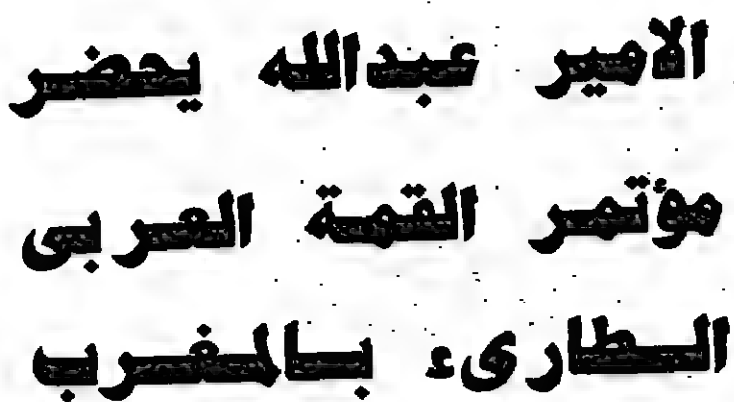 الامير عبدالله يحضر
مؤتمر القمة العربى
الطارىء بالمغرب